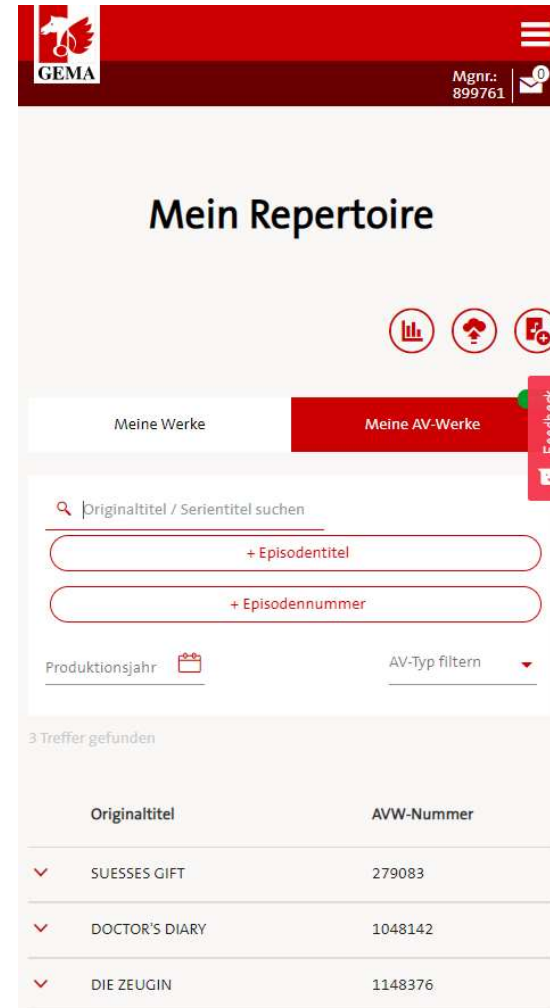 GEMA
Mgnr.:
899761
0
Mein Repertoire
Feedback
Meine Werke
Meine AV-Werke
Originaltitel / Serientitel suchen
+ Episodentitel
+ Episodennummer
Produktionsjahr
AV-Typ filtern
3 Treffer gefunden
Originaltitel AVW-Nummer
SUESSES GIFT 279083
DOCTOR'S DIARY 1048142
DIE ZEUGIN 1148376